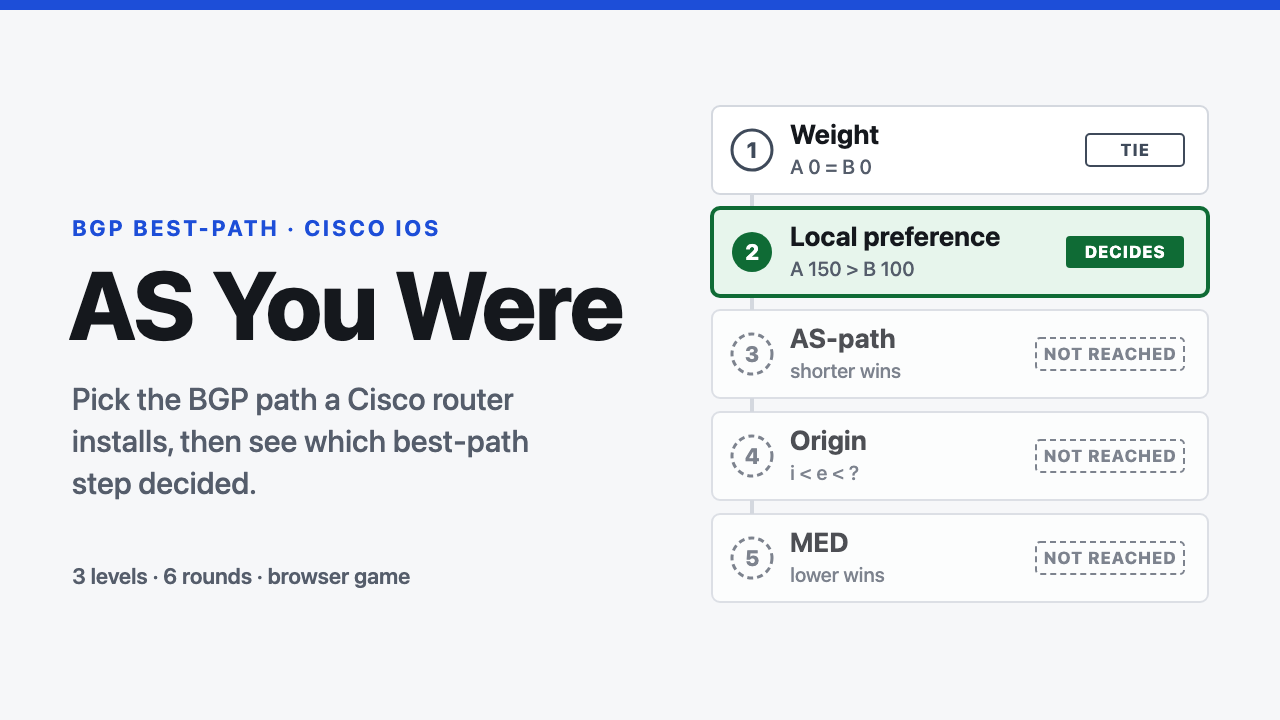 BGP BEST-PATH · CISCO IOS
AS You Were
Pick the BGP path a Cisco router
installs, then see which best-path
step decided.
3 levels · 6 rounds · browser game
1
Weight
A 0 = B 0
TIE
2
Local preference
A 150 > B 100
DECIDES
3
AS-path
shorter wins
NOT REACHED
4
Origin
i < e < ?
NOT REACHED
5
MED
lower wins
NOT REACHED